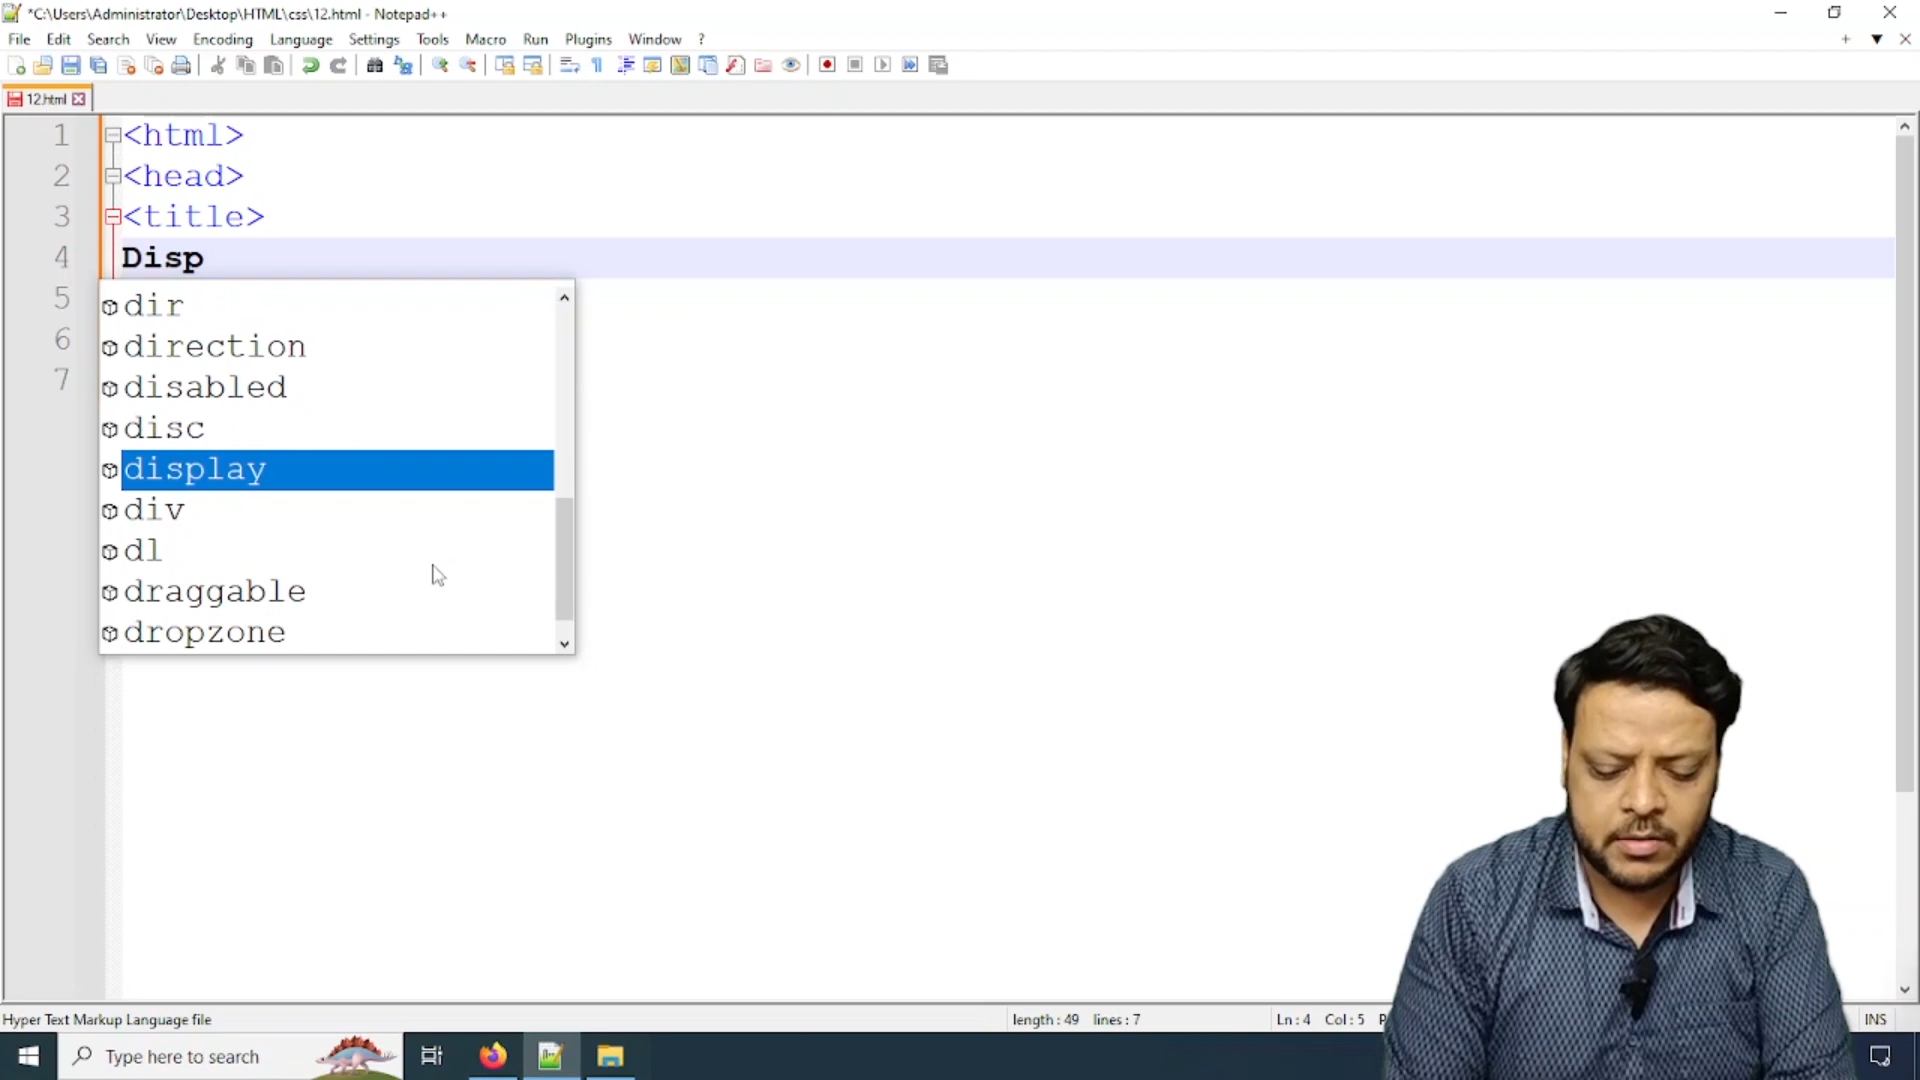 *C:\Users\Administrator\Desktop\HTML\css\12.html - Notepad++
File Edit Search View Encoding Language Settings Tools Macro Run Plugins Window ?
12.html
1 <html>
2 <head>
3 <title>
4 Disp
5
6
7
dir
direction
disabled
disc
display
div
dl
draggable
dropzone
Hyper Text Markup Language file length : 49 lines : 7 Ln : 4 Col : 5 INS
Type here to search